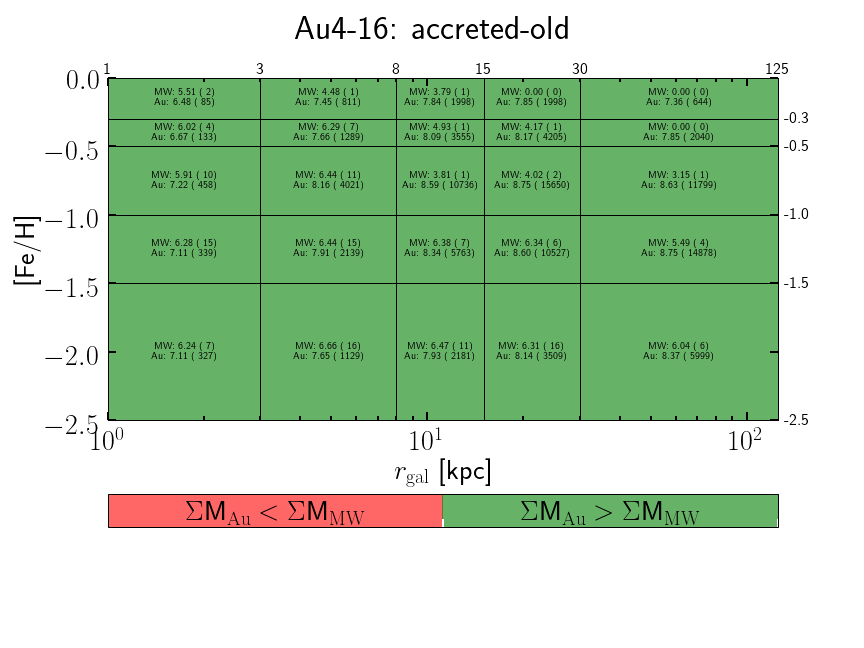 Au4-16: accreted-old
1 3 8 15 30 125
0.0
MW: 5.51 ( 2) MW: 4.48 ( 1) MW: 3.79 ( 1) MW: 0.00 ( 0) MW: 0.00 ( 0)
Au: 6.48 ( 85) Au: 7.45 ( 811) Au: 7.84 ( 1998) Au: 7.85 ( 1998) Au: 7.36 ( 644)
-0.3
MW: 6.02 ( 4) MW: 6.29 ( 7) MW: 4.93 ( 1) MW: 4.17 ( 1) MW: 0.00 ( 0)
Au: 6.67 ( 133) Au: 7.66 ( 1289) Au: 8.09 ( 3555) Au: 8.17 ( 4205) Au: 7.85 ( 2040)
−0.5 -0.5
MW: 5.91 ( 10) MW: 6.44 ( 11) MW: 3.81 ( 1) MW: 4.02 ( 2) MW: 3.15 ( 1)
Au: 7.22 ( 458) Au: 8.16 ( 4021) Au: 8.59 ( 10736) Au: 8.75 ( 15650) Au: 8.63 ( 11799)
−1.0 -1.0
MW: 6.28 ( 15) MW: 6.44 ( 15) MW: 6.38 ( 7) MW: 6.34 ( 6) MW: 5.49 ( 4)
Au: 7.11 ( 339) Au: 7.91 ( 2139) Au: 8.34 ( 5763) Au: 8.60 ( 10527) Au: 8.75 ( 14878)
[Fe/H]
−1.5 -1.5
MW: 6.24 ( 7) MW: 6.66 ( 16) MW: 6.47 ( 11) MW: 6.31 ( 16) MW: 6.04 ( 6)
Au: 7.11 ( 327) Au: 7.65 ( 1129) Au: 7.93 ( 2181) Au: 8.14 ( 3509) Au: 8.37 ( 5999)
−2.0
−2.5 -2.5
10⁰ 10¹ 10²
r_gal [kpc]
ΣM_Au < ΣM_MW ΣM_Au > ΣM_MW